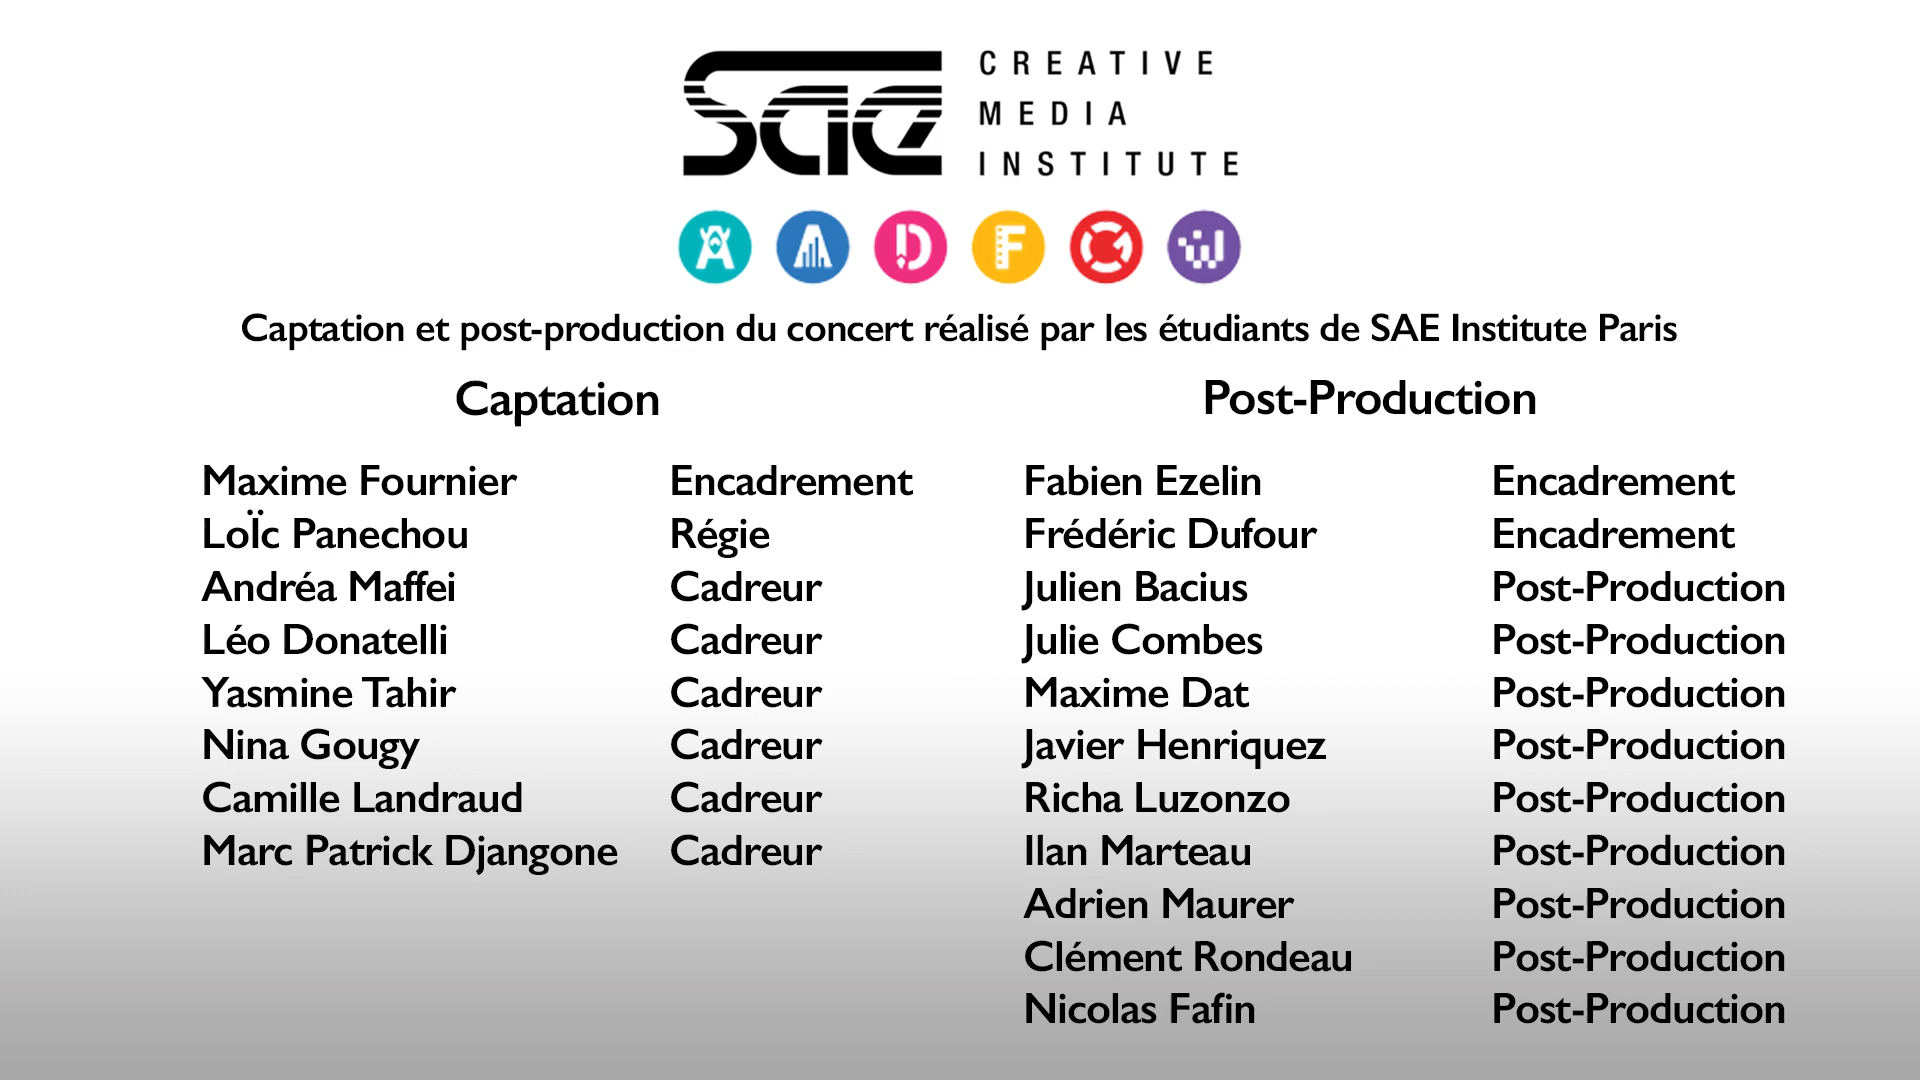 sae
CREATIVE
MEDIA
INSTITUTE
A A D F G W
Captation et post-production du concert réalisé par les étudiants de SAE Institute Paris
Captation
Maxime Fournier Encadrement
LoÏc Panechou Régie
Andréa Maffei Cadreur
Léo Donatelli Cadreur
Yasmine Tahir Cadreur
Nina Gougy Cadreur
Camille Landraud Cadreur
Marc Patrick Djangone Cadreur
Post-Production
Fabien Ezelin Encadrement
Frédéric Dufour Encadrement
Julien Bacius Post-Production
Julie Combes Post-Production
Maxime Dat Post-Production
Javier Henriquez Post-Production
Richa Luzonzo Post-Production
Ilan Marteau Post-Production
Adrien Maurer Post-Production
Clément Rondeau Post-Production
Nicolas Fafin Post-Production